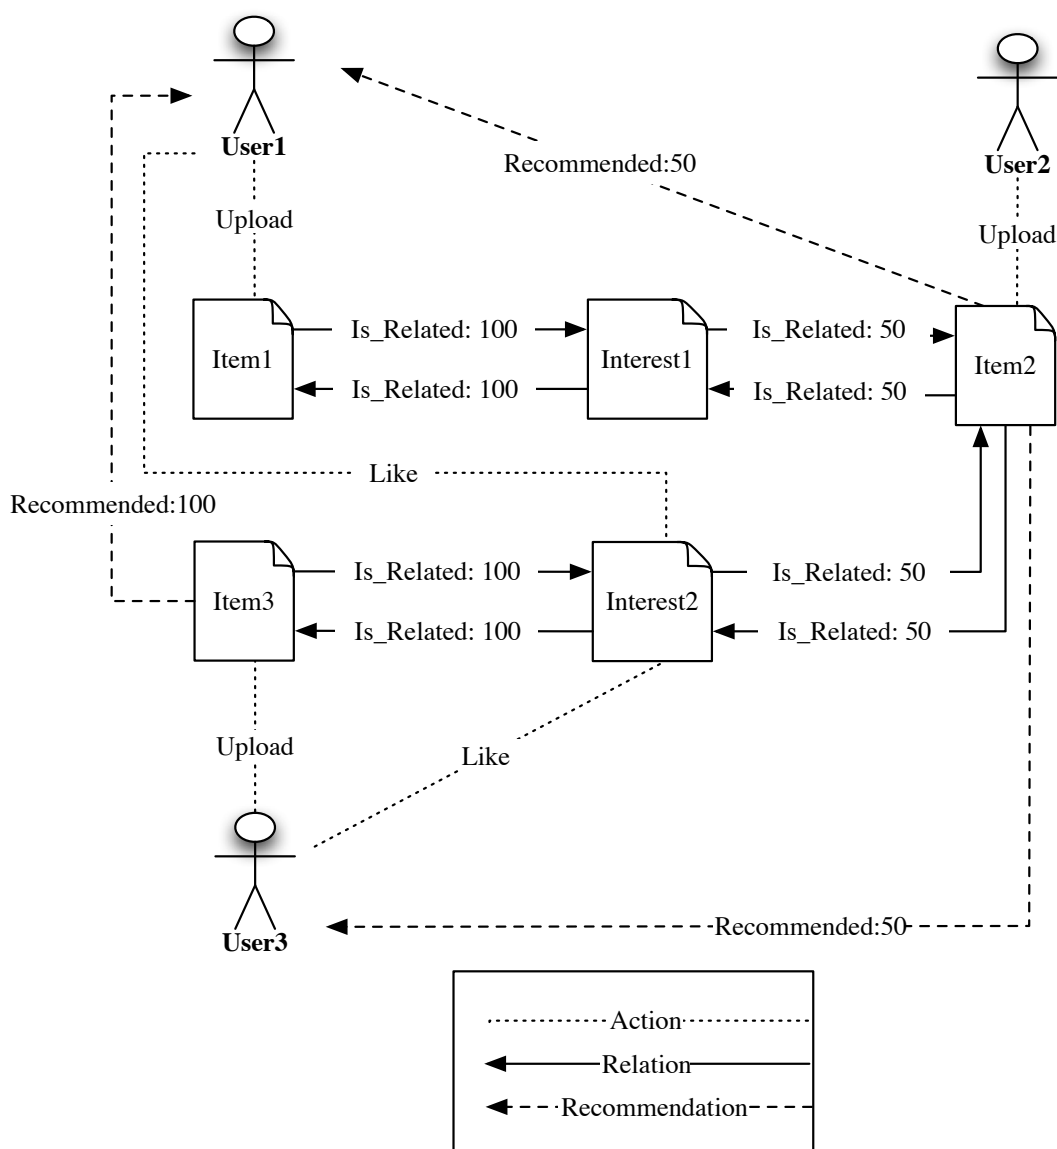 User1
User2
Recommended:50
Upload
Upload
Item1
Is_Related: 100
Is_Related: 100
Interest1
Is_Related: 50
Is_Related: 50
Item2
Like
Recommended:100
Item3
Is_Related: 100
Is_Related: 100
Interest2
Is_Related: 50
Is_Related: 50
Upload
Like
User3
Recommended:50
Action
Relation
Recommendation